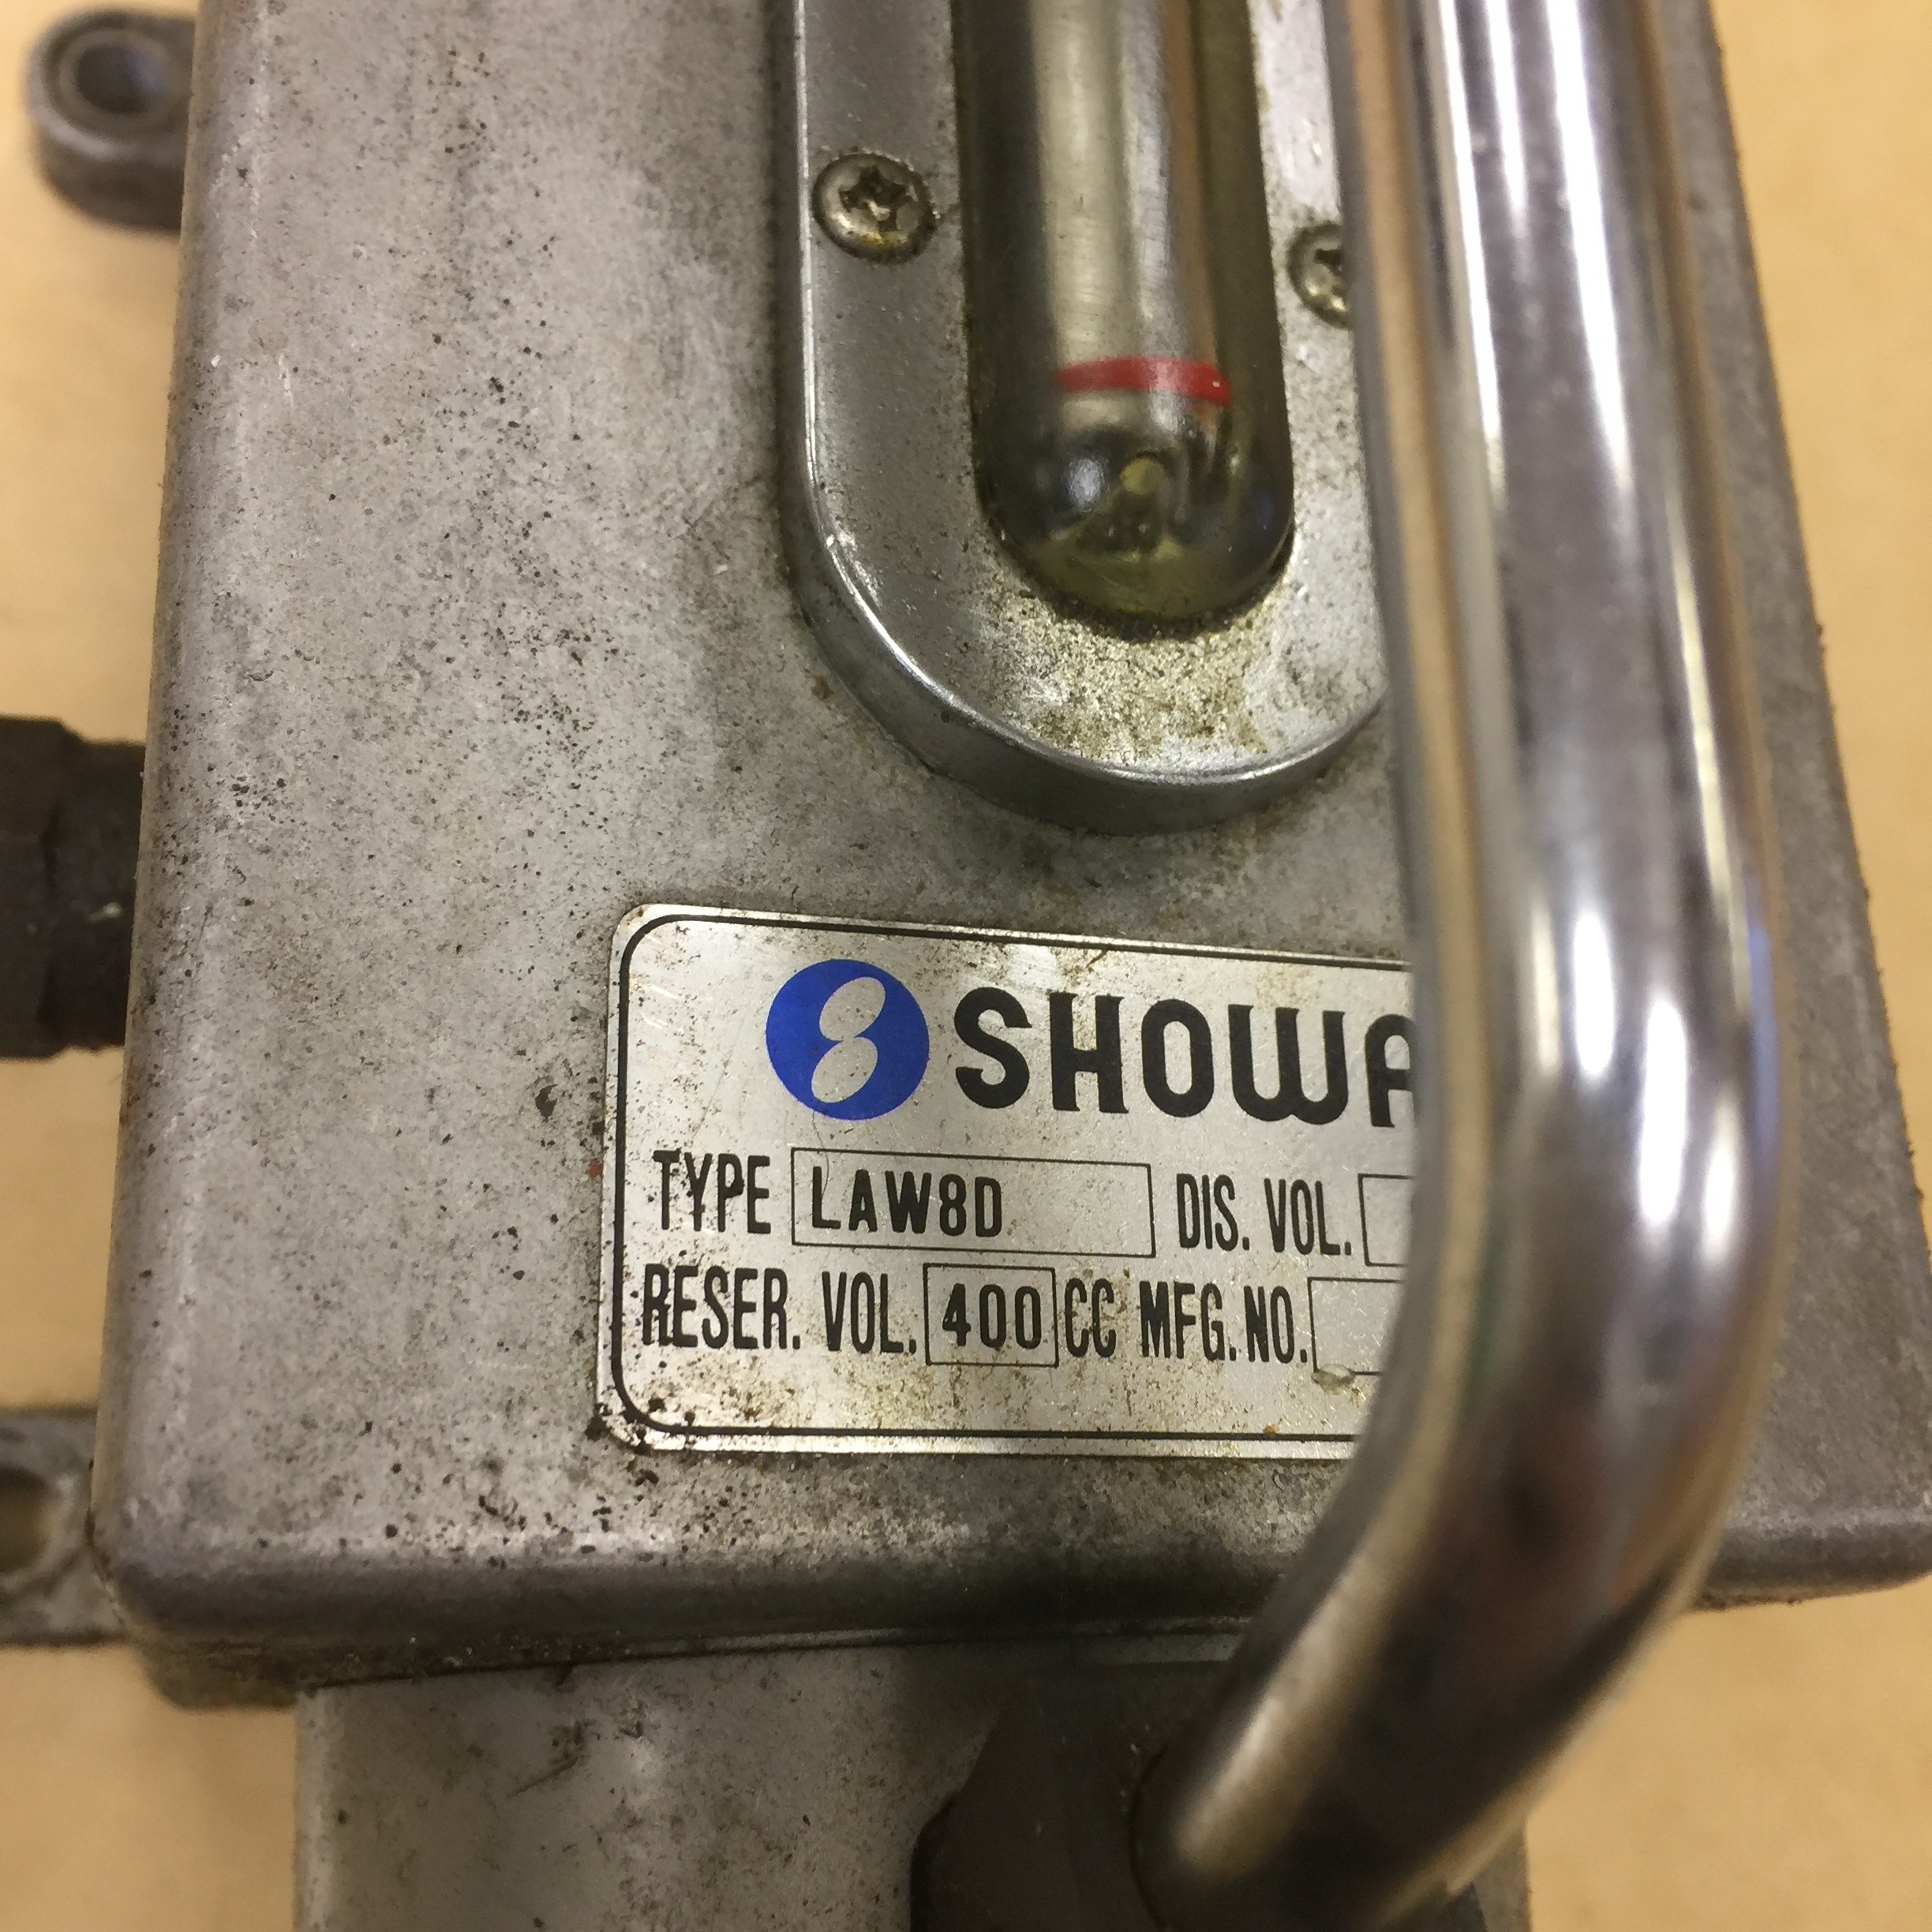 SHOWA
TYPE LAW8D DIS. VOL.
RESER. VOL. 400 CC MFG. NO.